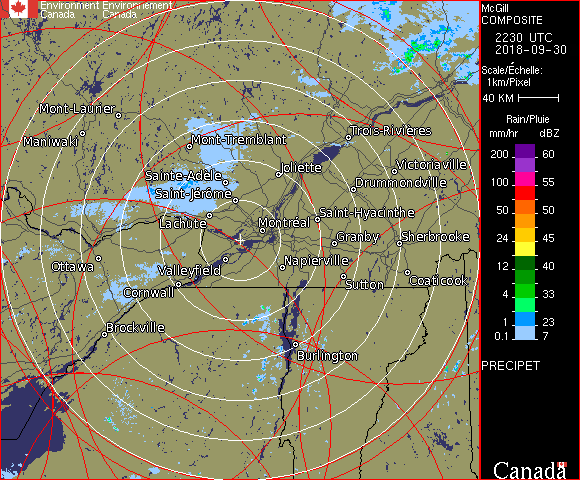 Environment Environnement
Canada Canada
McGill
COMPOSITE
2230 UTC
2018-09-30
Scale/Échelle:
1km/Pixel
40 KM
Rain/Pluie
mm/hr dBZ
200 60
100 55
50 50
24 45
12 40
4 33
1 23
0.1 7
PRECIPET
Canada
Mont-Laurier
Maniwaki
Mont-Tremblant
Trois-Rivières
Joliette
Victoriaville
Sainte-Adèle
Drummondville
Saint-Jérôme
Saint-Hyacinthe
Lachute
Montréal
Granby
Sherbrooke
Ottawa
Valleyfield
Napierville
Coaticook
Sutton
Cornwall
Brockville
Burlington